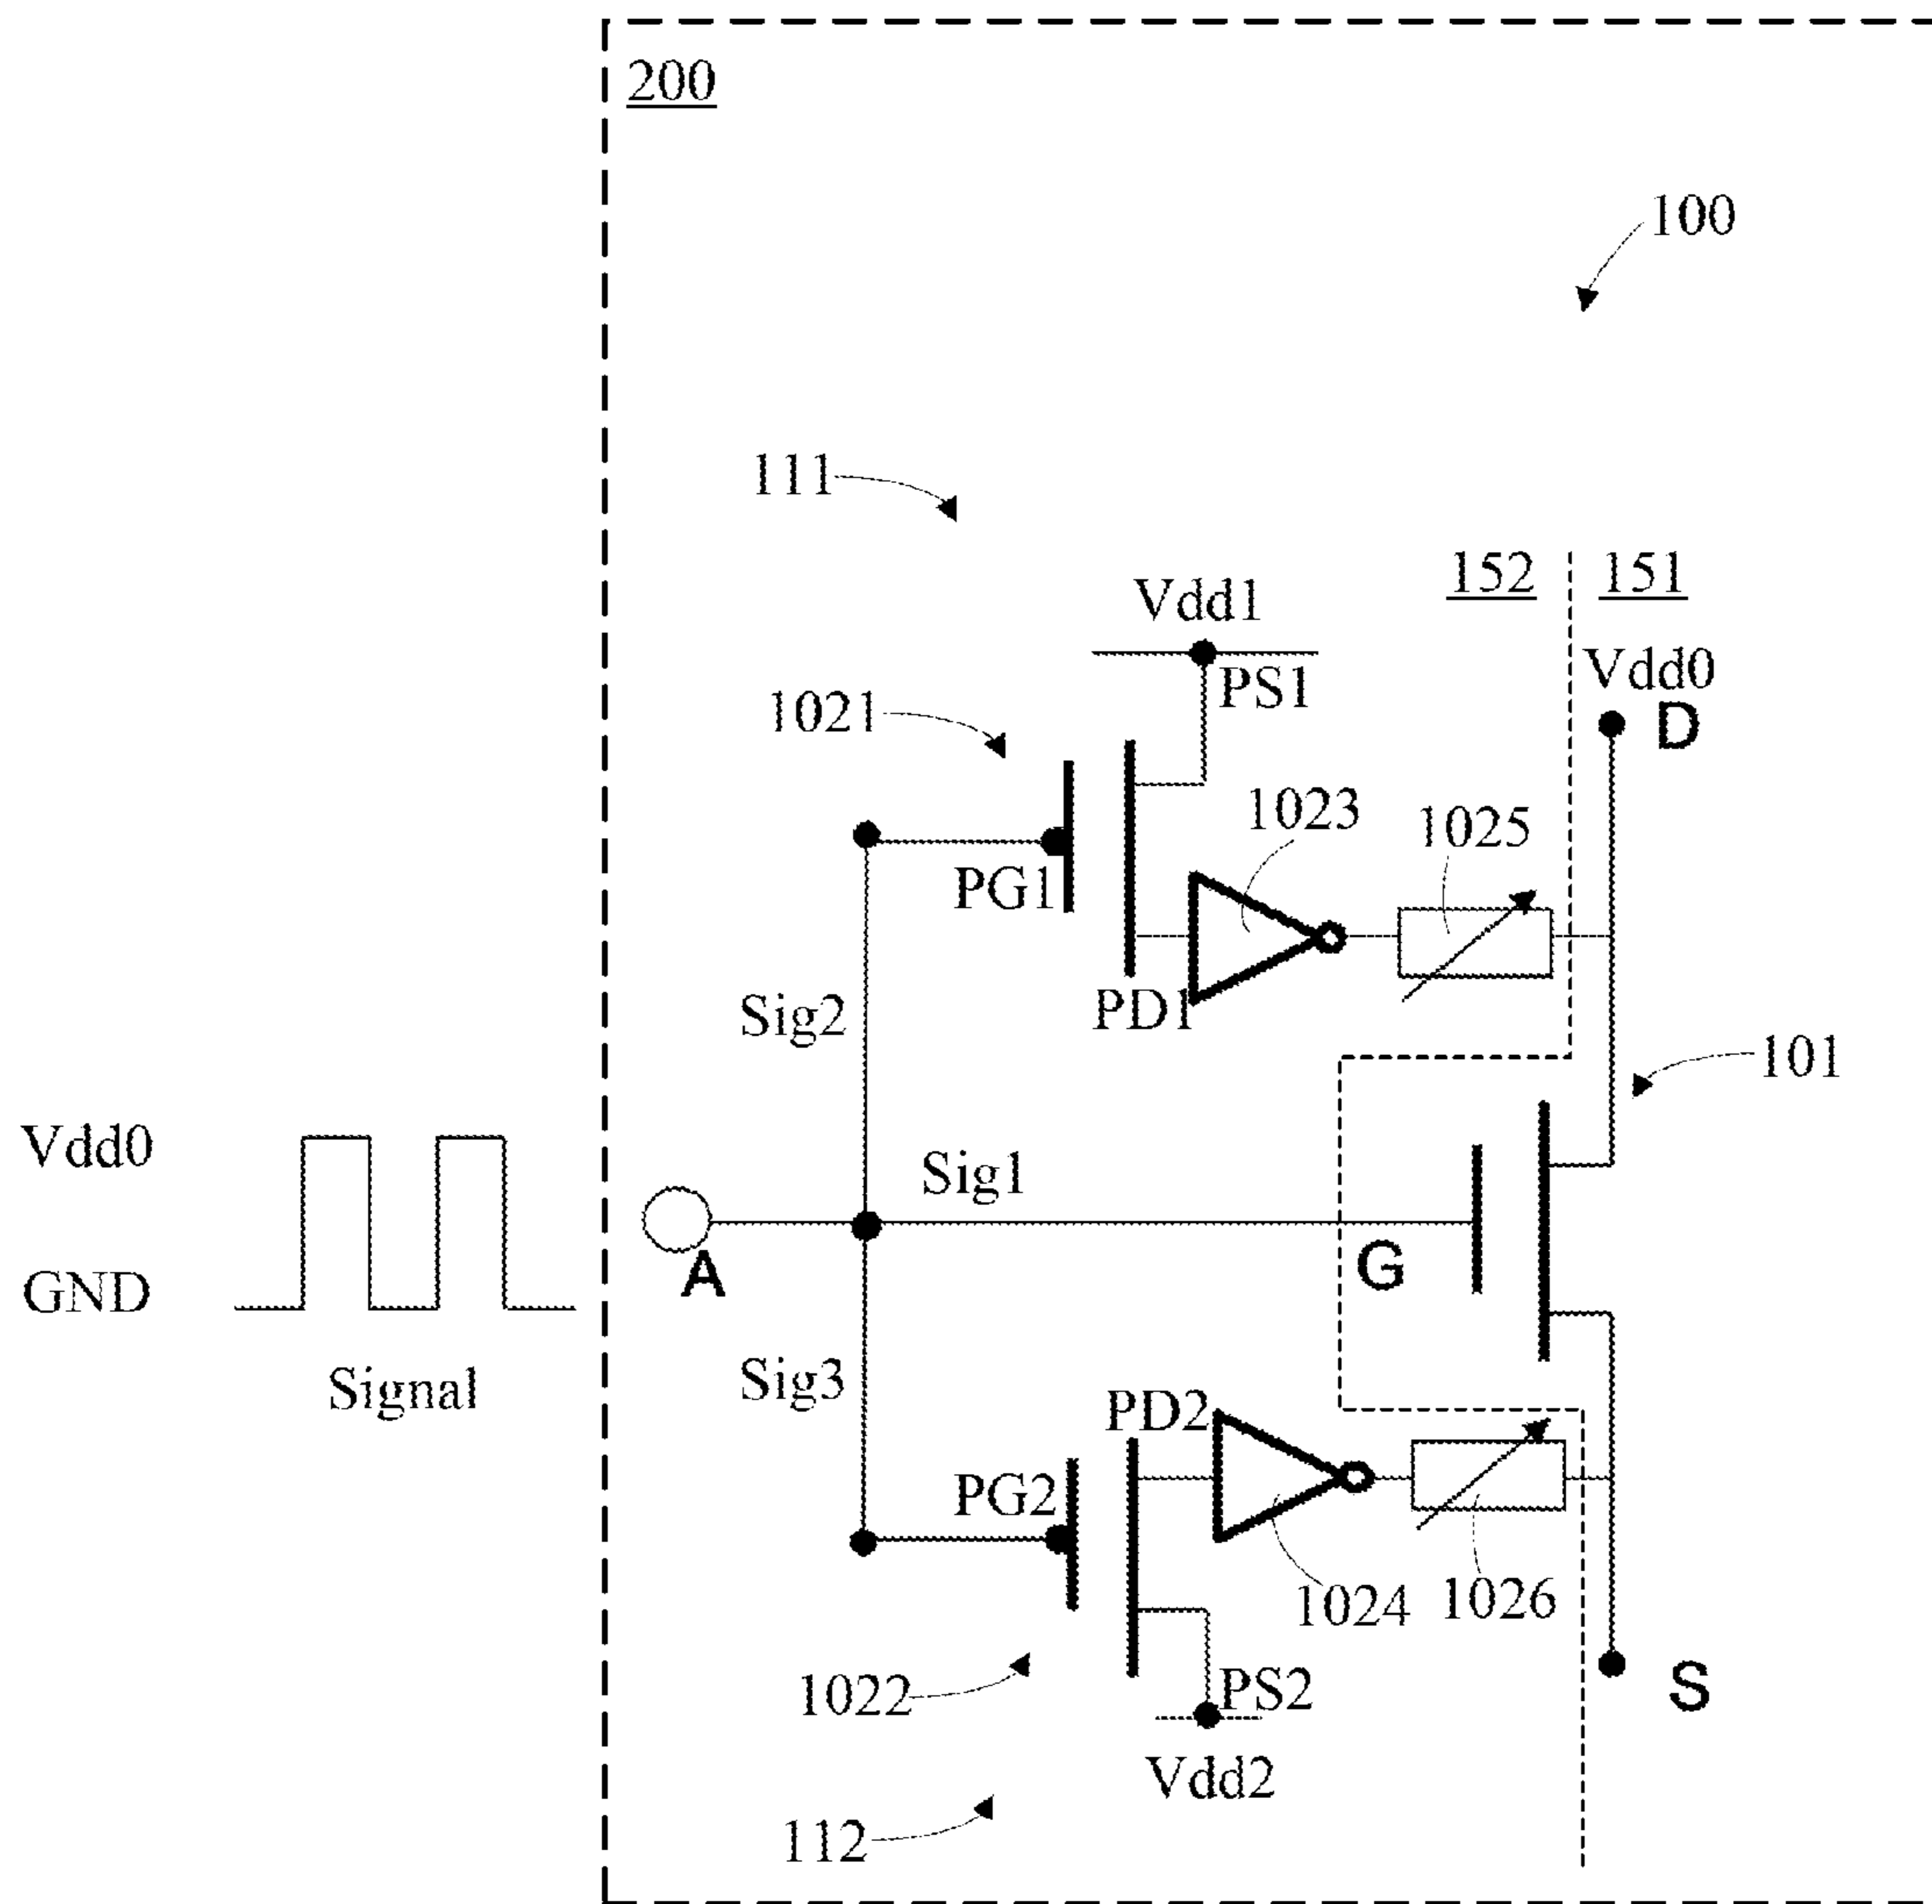 200
100
111
152
151
Vdd1
Vdd0
PS1
D
1021
1023
1025
PG1
PD1
Sig2
101
Vdd0
Sig1
A
G
GND
Signal
Sig3
PD2
PG2
1024
1026
1022
PS2
S
Vdd2
112